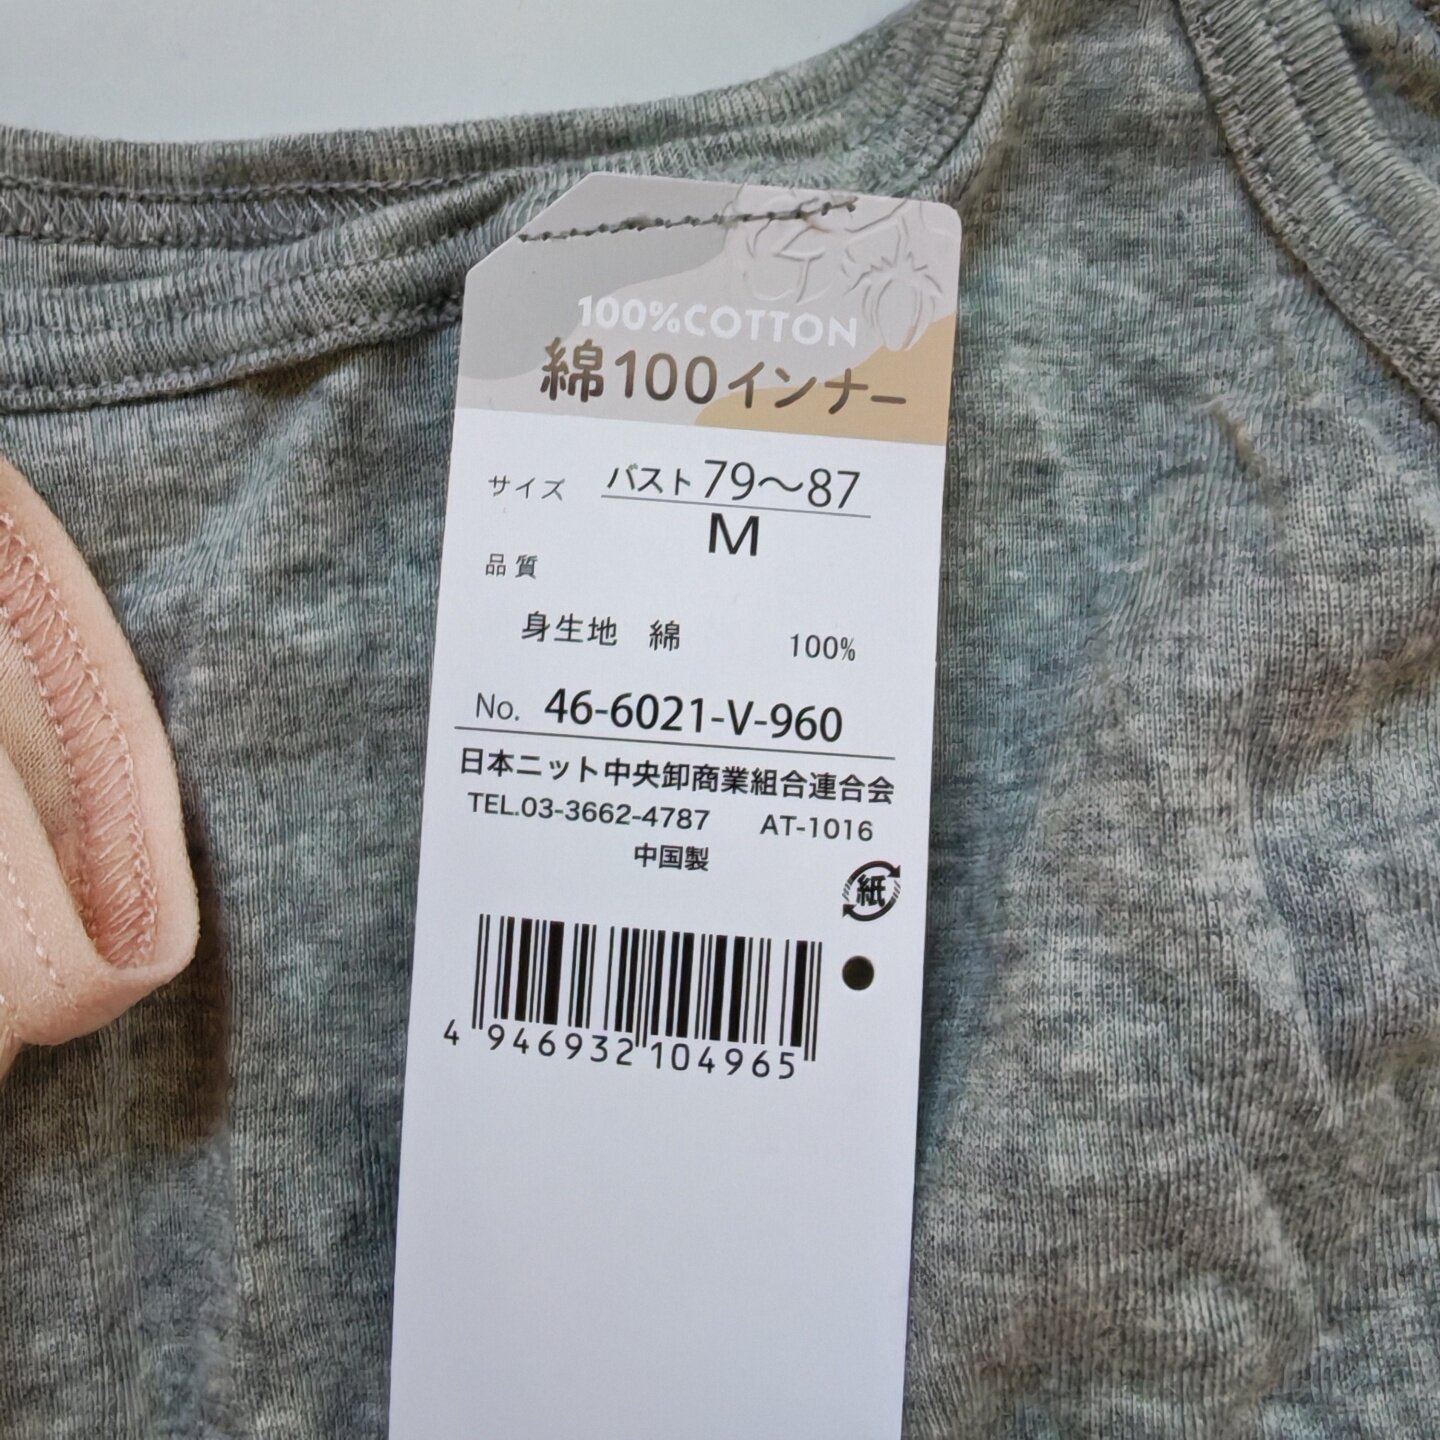 100%COTTON
綿100インナー
サイズ バスト79～87
M
品質
身生地 綿 100%
No. 46-6021-V-960
日本ニット中央卸商業組合連合会
TEL.03-3662-4787 AT-1016
中国製
紙
4 946932 104965